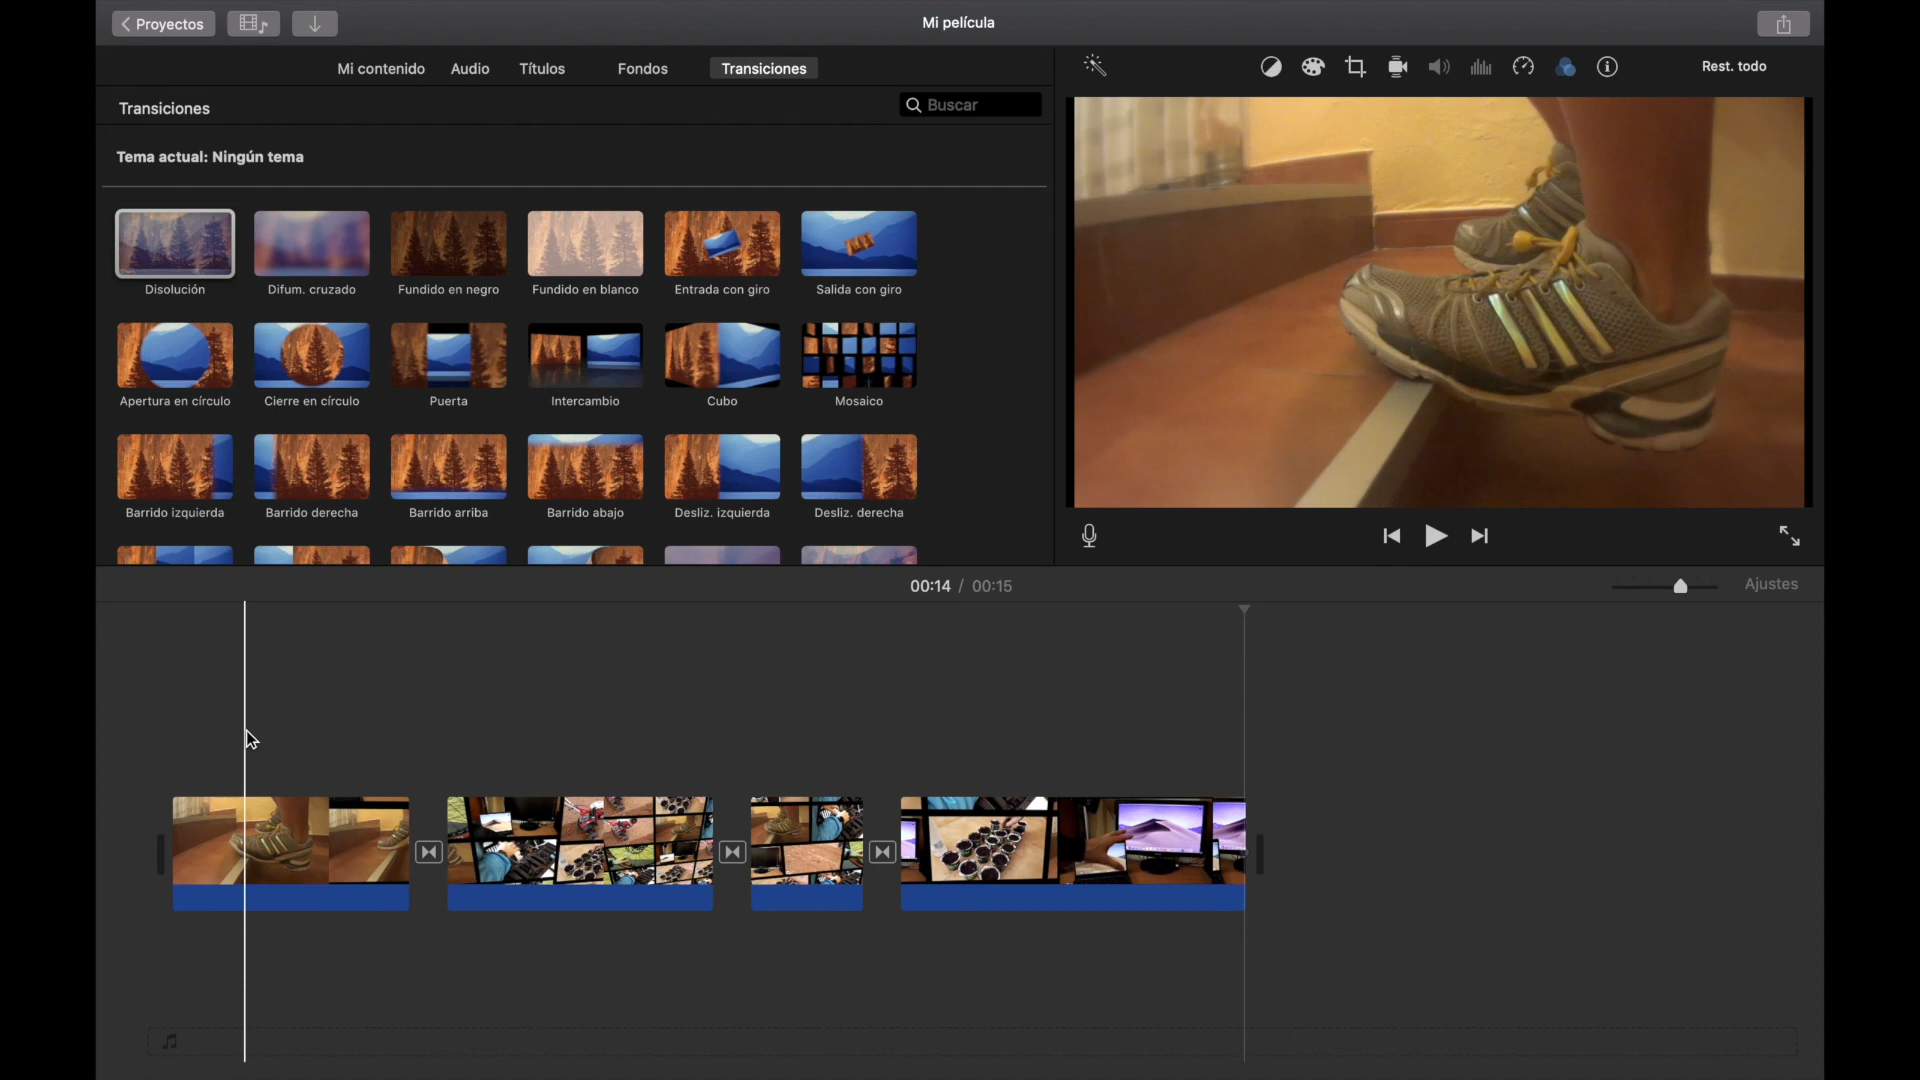 Proyectos
Mi película
Mi contenido Audio Títulos Fondos Transiciones
Rest. todo
Transiciones
Buscar
Tema actual: Ningún tema
Disolución Difum. cruzado Fundido en negro Fundido en blanco Entrada con giro Salida con giro
Apertura en círculo Cierre en círculo Puerta Intercambio Cubo Mosaico
Barrido izquierda Barrido derecha Barrido arriba Barrido abajo Desliz. izquierda Desliz. derecha
00:14 / 00:15
Ajustes